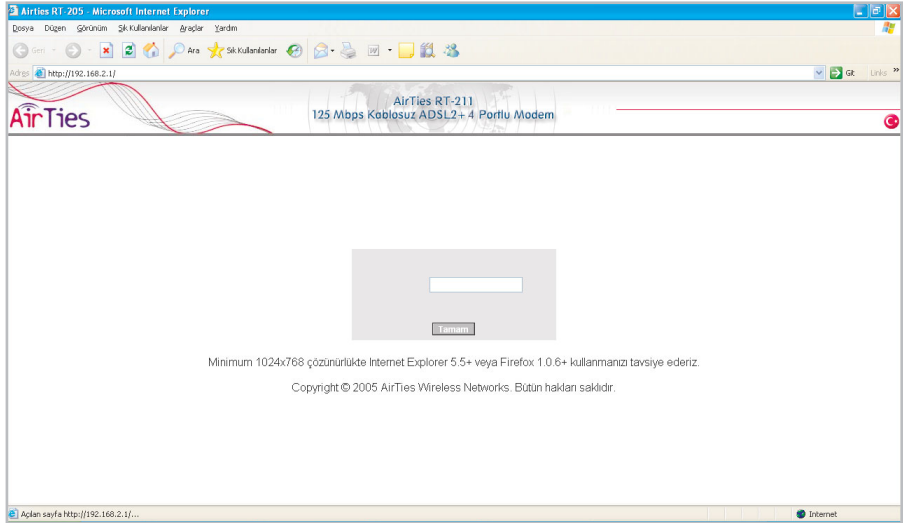 Airties RT-205 - Microsoft Internet Explorer
Dosya Düzen Görünüm Sık Kullanılanlar Araçlar Yardım
Geri Ara Sık Kullanılanlar
Adres http://192.168.2.1/ Git Links »
AirTies
AirTies RT-211
125 Mbps Kablosuz ADSL2+ 4 Portlu Modem
Tamam
Minimum 1024x768 çözünürlükte Internet Explorer 5.5+ veya Firefox 1.0.6+ kullanmanızı tavsiye ederiz.
Copyright © 2005 AirTies Wireless Networks. Bütün hakları saklıdır.
Açılan sayfa http://192.168.2.1/... Internet